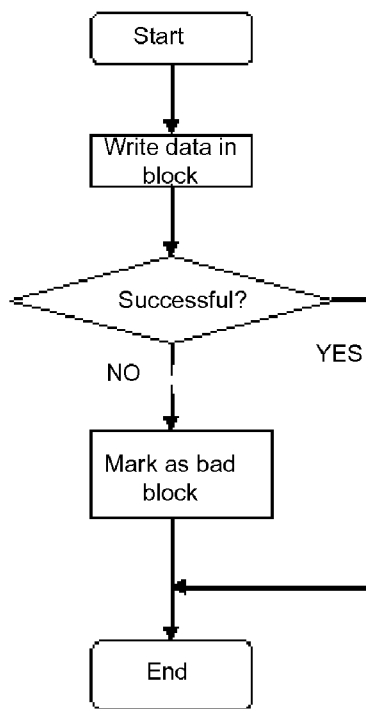 Start
Write data in
block
Successful?
YES
NO
Mark as bad
block
End